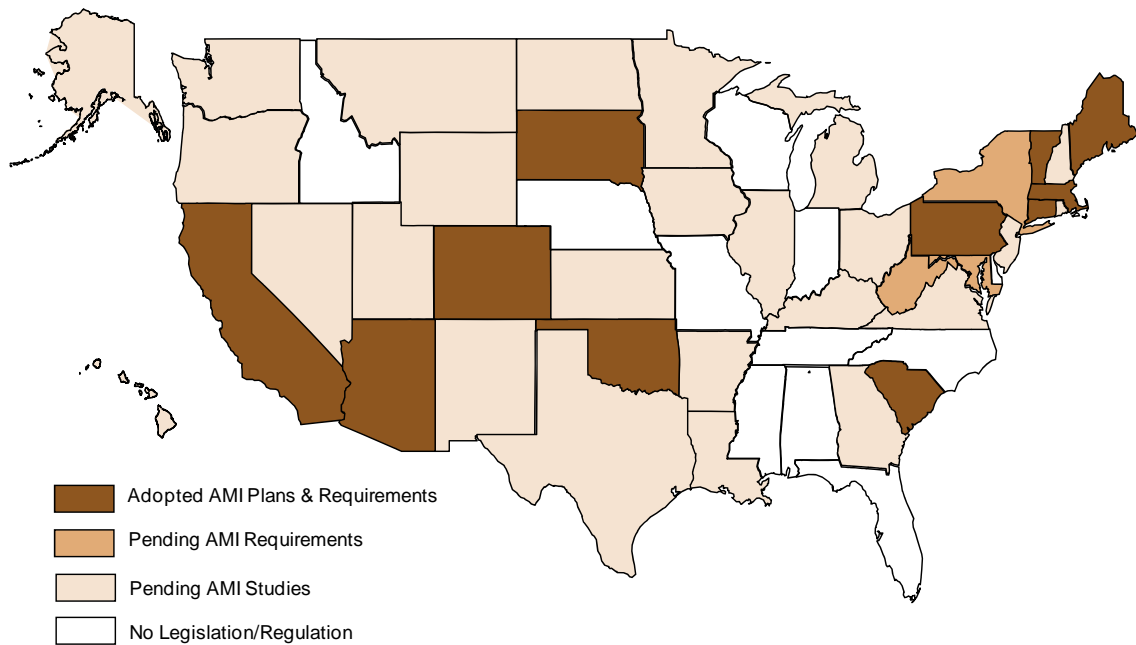 Adopted AMI Plans & Requirements
Pending AMI Requirements
Pending AMI Studies
No Legislation/Regulation